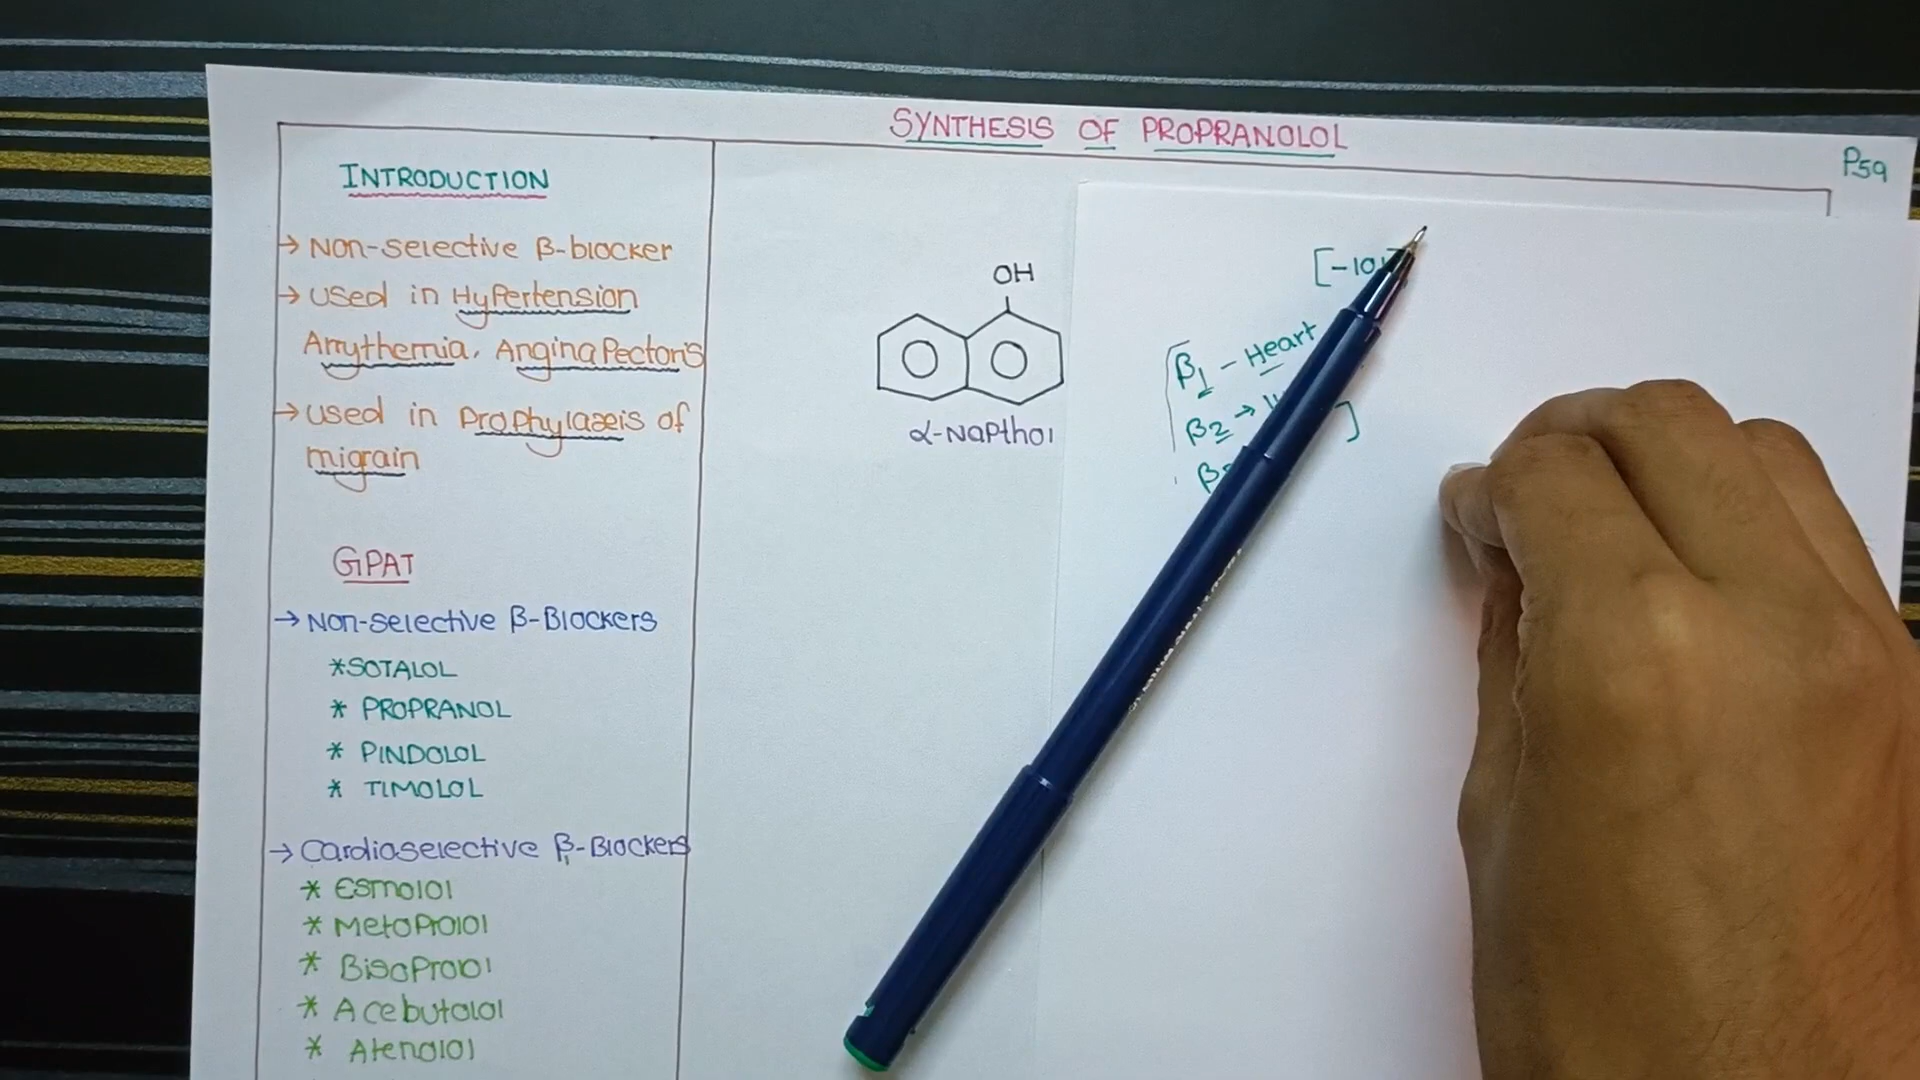 SYNTHESIS OF PROPRANOLOL
P59
INTRODUCTION
→ Non-selective β-blocker
→ used in Hypertension
Arrythemia, Angina Pectoris
→ used in Prophylaxeis of
migrain
GPAT
→ Non-selective β-Blockers
* SOTALOL
* PROPRANOL
* PINDOLOL
* TIMOLOL
→ Cardioselective β1-Blockers
* Esmolol
* Metoprolol
* Bisoprolol
* Acebutolol
* Atenolol
OH
α-Napthol
β1 - Heart
β2 →